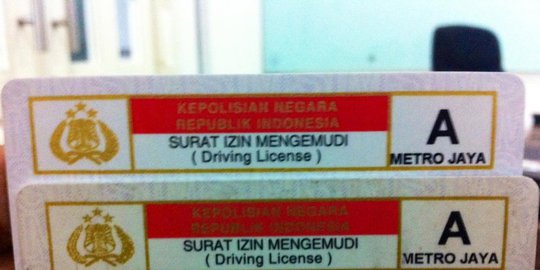 KEPOLISIAN NEGARA
REPUBLIK INDONESIA
SURAT IZIN MENGEMUDI
( Driving License )
A
METRO JAYA
KEPOLISIAN NEGARA
REPUBLIK INDONESIA
SURAT IZIN MENGEMUDI
( Driving License )
A
METRO JAYA